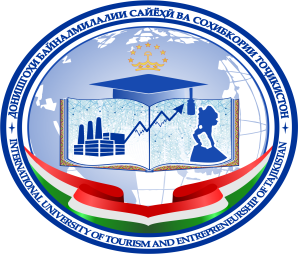 ДОНИШГОҲИ БАЙНАЛМИЛАЛИИ САЙЁҲӢ ВА СОҲИБКОРИИ ТОҶИКИСТОН
INTERNATIONAL UNIVERSITY OF TOURISM AND ENTREPRENEURSHIP OF TAJIKISTAN